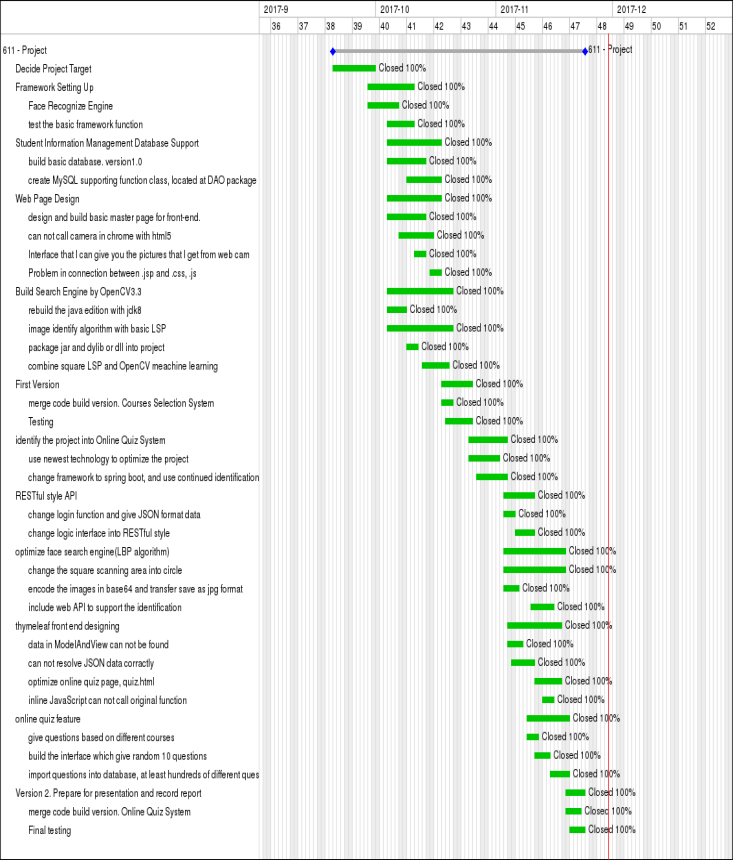 2017-9 2017-10 2017-11 2017-12
36 37 38 39 40 41 42 43 44 45 46 47 48 49 50 51 52
611 - Project 611 - Project
Decide Project Target Closed 100%
Framework Setting Up Closed 100%
Face Recognize Engine Closed 100%
test the basic framework function Closed 100%
Student Information Management Database Support Closed 100%
build basic database. version1.0 Closed 100%
create MySQL supporting function class, located at DAO package Closed 100%
Web Page Design Closed 100%
design and build basic master page for front-end. Closed 100%
can not call camera in chrome with html5 Closed 100%
Interface that I can give you the pictures that I get from web cam Closed 100%
Problem in connection between .jsp and .css, .js Closed 100%
Build Search Engine by OpenCV3.3 Closed 100%
rebuild the java edition with jdk8 Closed 100%
image identify algorithm with basic LSP Closed 100%
package jar and dylib or dll into project Closed 100%
combine square LSP and OpenCV meachine learning Closed 100%
First Version Closed 100%
merge code build version. Courses Selection System Closed 100%
Testing Closed 100%
identify the project into Online Quiz System Closed 100%
use newest technology to optimize the project Closed 100%
change framework to spring boot, and use continued identification Closed 100%
RESTful style API Closed 100%
change login function and give JSON format data Closed 100%
change logic interface into RESTful style Closed 100%
optimize face search engine(LBP algorithm) Closed 100%
change the square scanning area into circle Closed 100%
encode the images in base64 and transfer save as jpg format Closed 100%
include web API to support the identification Closed 100%
thymeleaf front end designing Closed 100%
data in ModelAndView can not be found Closed 100%
can not resolve JSON data corractly Closed 100%
optimize online quiz page, quiz.html Closed 100%
inline JavaScript can not call original function Closed 100%
online quiz feature Closed 100%
give questions based on different courses Closed 100%
build the interface which give random 10 questions Closed 100%
import questions into database, at least hundreds of different ques Closed 100%
Version 2. Prepare for presentation and record report Closed 100%
merge code build version. Online Quiz System Closed 100%
Final testing Closed 100%